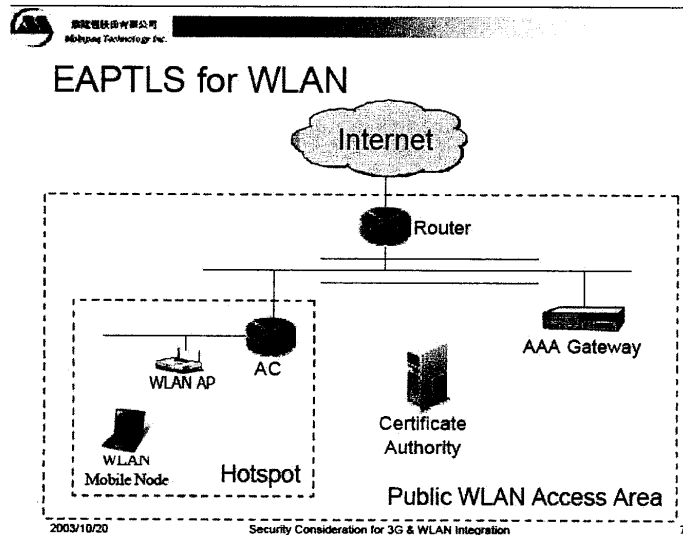 Technology Inc.
EAPTLS for WLAN
Internet
Router
AAA Gateway
AC
WLAN AP
Certificate
Authority
WLAN
Mobile Node
Hotspot
Public WLAN Access Area
2003/10/20
Security Consideration for 3G & WLAN Integration
7